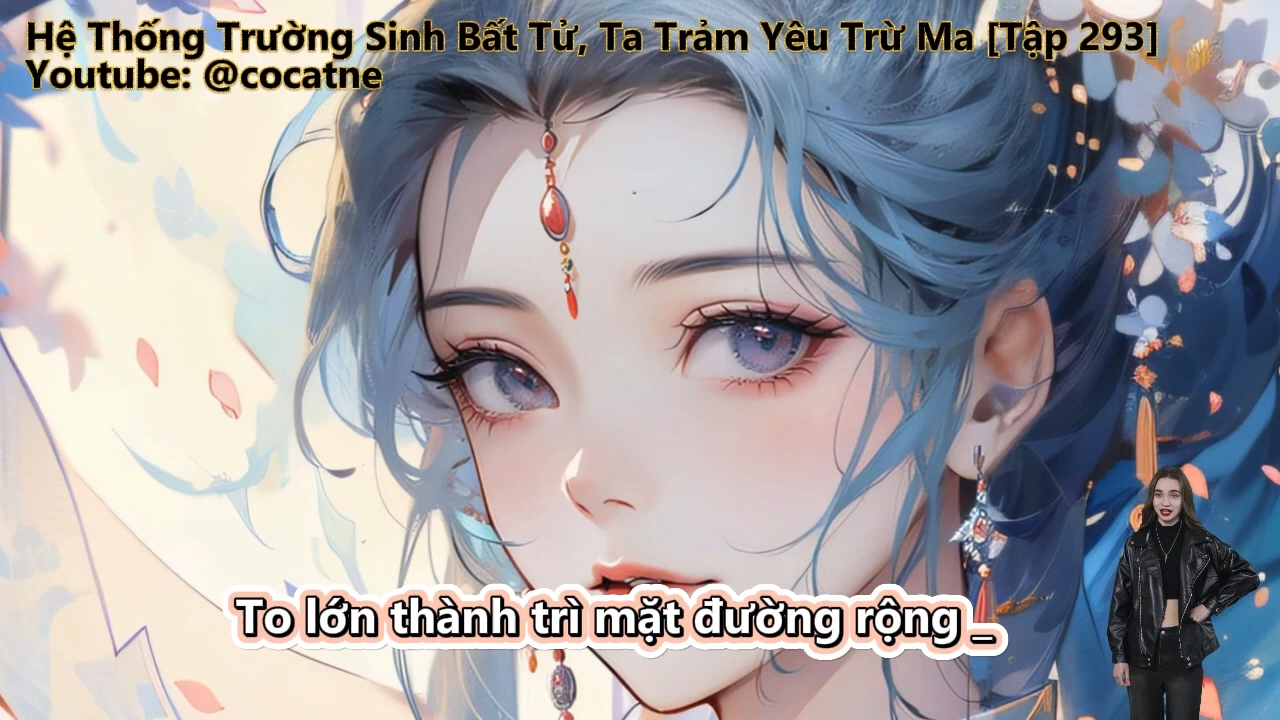 Hệ Thống Trường Sinh Bất Tử, Ta Trảm Yêu Trừ Ma [Tập 293]
Youtube: @cocatne
To lớn thành trì mặt đường rộng _